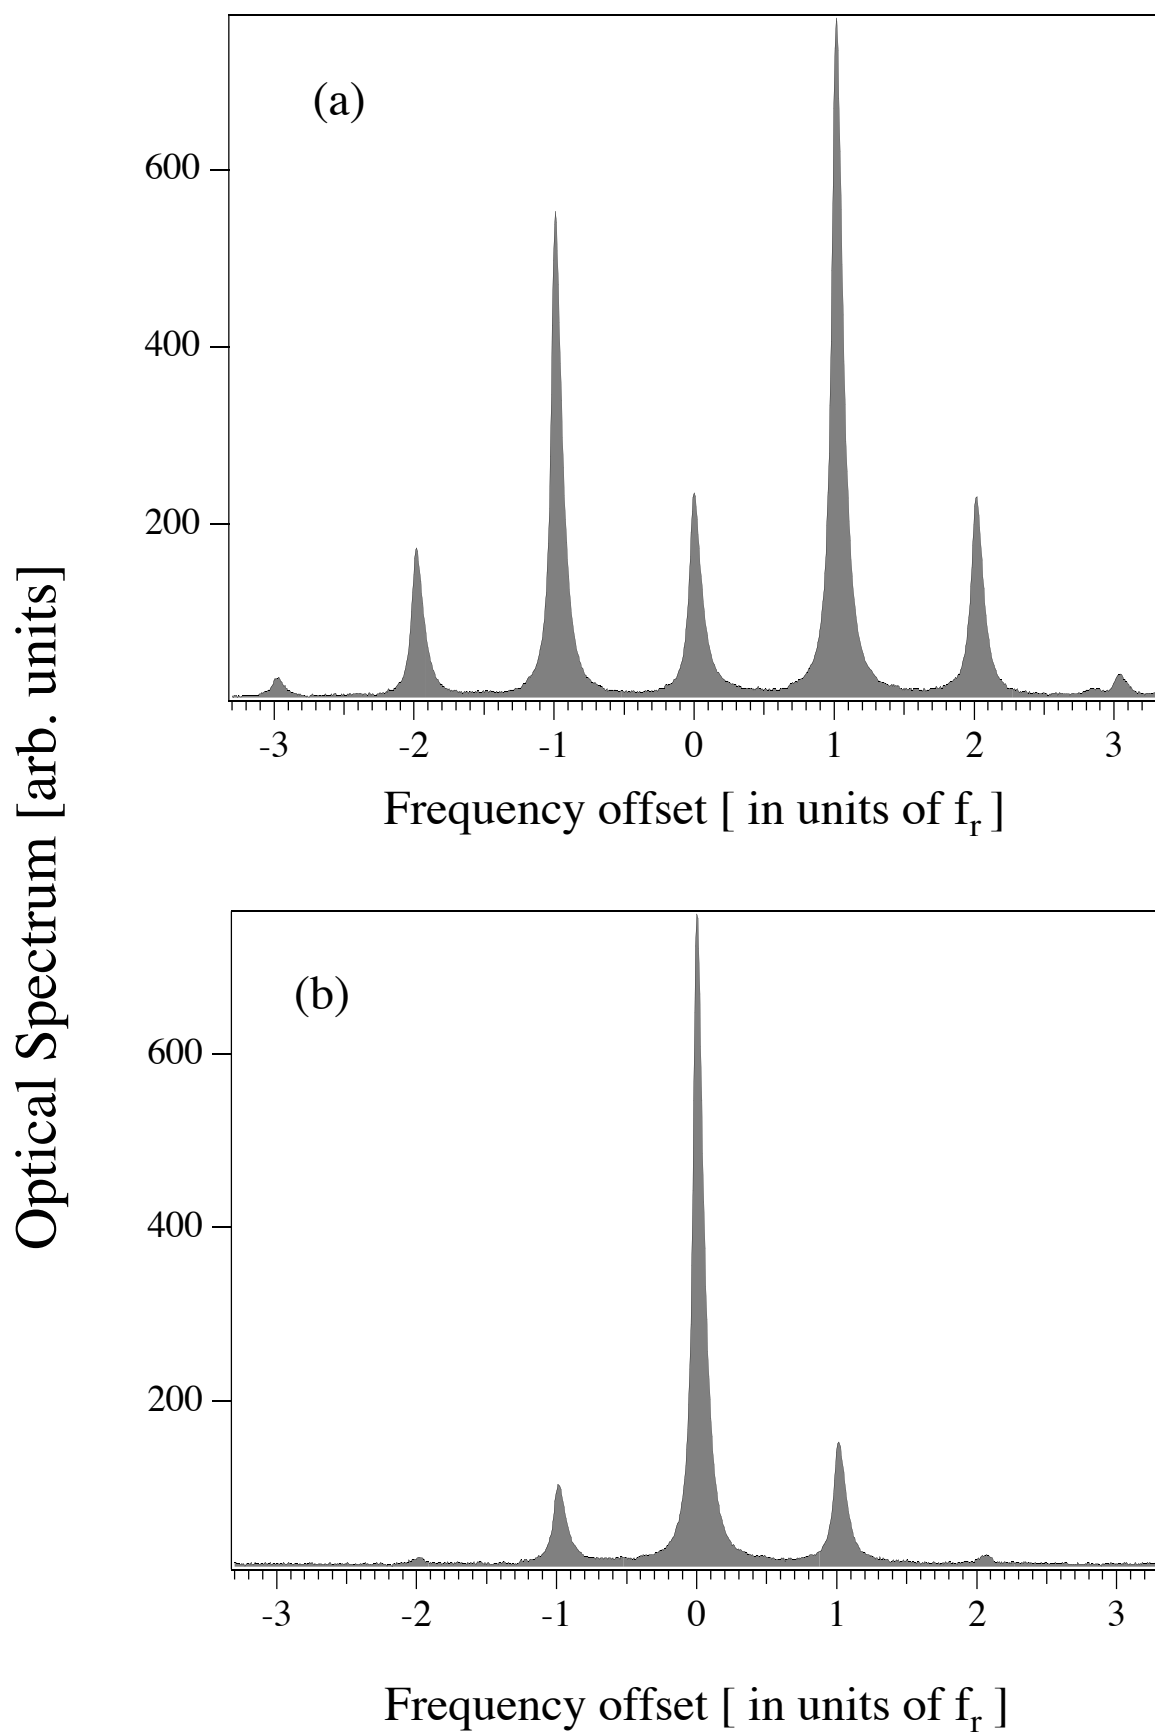 Optical Spectrum [arb. units]
(a)
600
400
200
-3 -2 -1 0 1 2 3
Frequency offset [ in units of fr ]
(b)
600
400
200
-3 -2 -1 0 1 2 3
Frequency offset [ in units of fr ]